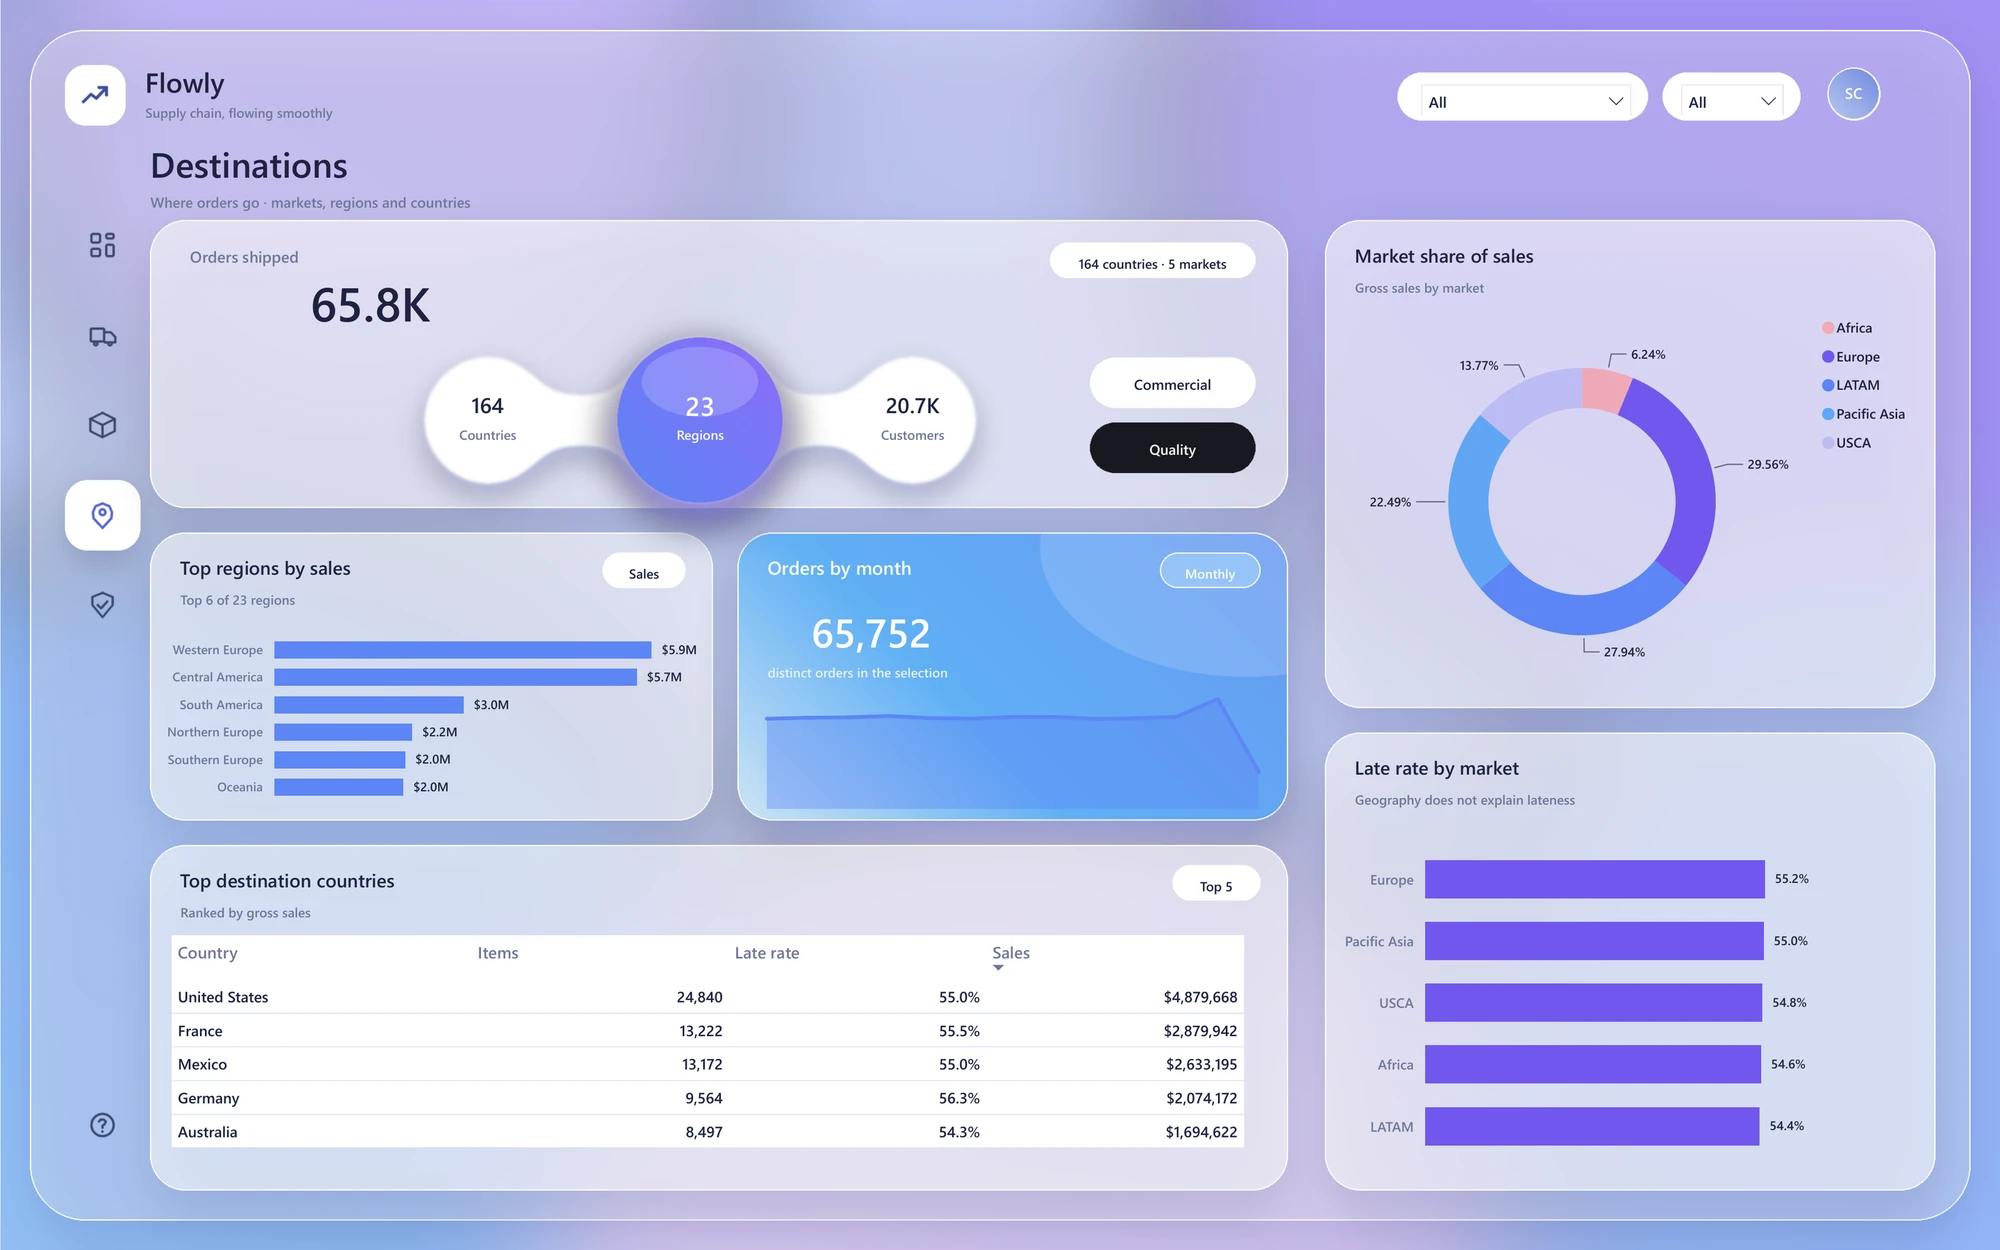 Flowly
Supply chain, flowing smoothly
All
All
SC
Destinations
Where orders go · markets, regions and countries
Orders shipped
65.8K
164 countries · 5 markets
164
Countries
23
Regions
20.7K
Customers
Commercial
Quality
Market share of sales
Gross sales by market
Africa
Europe
LATAM
Pacific Asia
USCA
6.24%
13.77%
29.56%
22.49%
27.94%
Top regions by sales
Sales
Top 6 of 23 regions
Western Europe $5.9M
Central America $5.7M
South America $3.0M
Northern Europe $2.2M
Southern Europe $2.0M
Oceania $2.0M
Orders by month
Monthly
65,752
distinct orders in the selection
Late rate by market
Geography does not explain lateness
Europe 55.2%
Pacific Asia 55.0%
USCA 54.8%
Africa 54.6%
LATAM 54.4%
Top destination countries
Top 5
Ranked by gross sales
Country Items Late rate Sales
United States 24,840 55.0% $4,879,668
France 13,222 55.5% $2,879,942
Mexico 13,172 55.0% $2,633,195
Germany 9,564 56.3% $2,074,172
Australia 8,497 54.3% $1,694,622